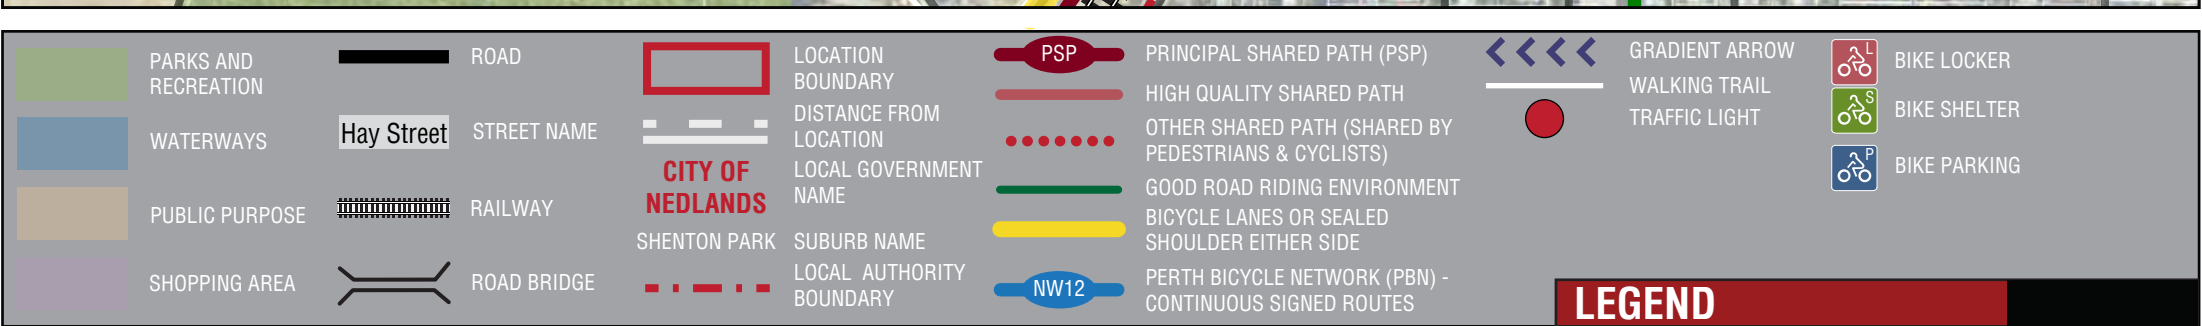 PARKS AND
RECREATION
WATERWAYS
PUBLIC PURPOSE
SHOPPING AREA
ROAD
Hay Street
STREET NAME
RAILWAY
ROAD BRIDGE
LOCATION
BOUNDARY
DISTANCE FROM
LOCATION
CITY OF
NEDLANDS
LOCAL GOVERNMENT
NAME
SHENTON PARK
SUBURB NAME
LOCAL AUTHORITY
BOUNDARY
PSP
PRINCIPAL SHARED PATH (PSP)
HIGH QUALITY SHARED PATH
OTHER SHARED PATH (SHARED BY
PEDESTRIANS & CYCLISTS)
GOOD ROAD RIDING ENVIRONMENT
BICYCLE LANES OR SEALED
SHOULDER EITHER SIDE
NW12
PERTH BICYCLE NETWORK (PBN) -
CONTINUOUS SIGNED ROUTES
GRADIENT ARROW
WALKING TRAIL
TRAFFIC LIGHT
L
BIKE LOCKER
S
BIKE SHELTER
P
BIKE PARKING
LEGEND